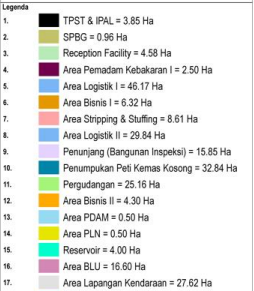 Legenda
1. TPST & IPAL = 3.85 Ha
2. SPBG = 0.96 Ha
3. Reception Facility = 4.58 Ha
4. Area Pemadam Kebakaran I = 2.50 Ha
5. Area Logistik I = 46.17 Ha
6. Area Bisnis I = 6.32 Ha
7. Area Stripping & Stuffing = 8.61 Ha
8. Area Logistik II = 29.84 Ha
9. Penunjang (Bangunan Inspeksi) = 15.85 Ha
10. Penumpukan Peti Kemas Kosong = 32.84 Ha
11. Pergudangan = 25.16 Ha
12. Area Bisnis II = 4.30 Ha
13. Area PDAM = 0.50 Ha
14. Area PLN = 0.50 Ha
15. Reservoir = 4.00 Ha
16. Area BLU = 16.60 Ha
17. Area Lapangan Kendaraan = 27.62 Ha